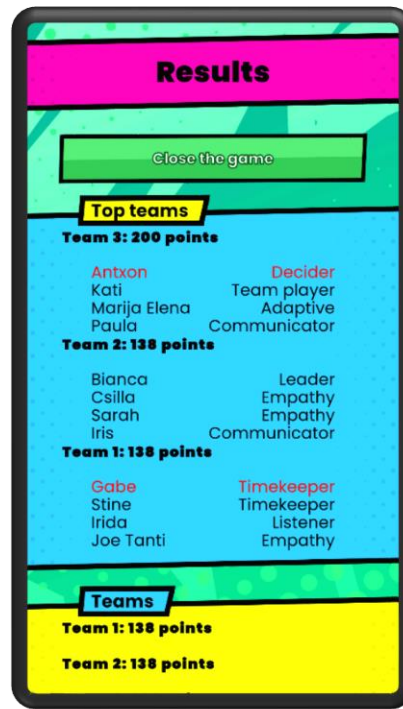 Results
Close the game
Top teams
Team 3: 200 points
Antxon Decider
Kati Team player
Marija Elena Adaptive
Paula Communicator
Team 2: 138 points
Bianca Leader
Csilla Empathy
Sarah Empathy
Iris Communicator
Team 1: 138 points
Gabe Timekeeper
Stine Timekeeper
Irida Listener
Joe Tanti Empathy
Teams
Team 1: 138 points
Team 2: 138 points